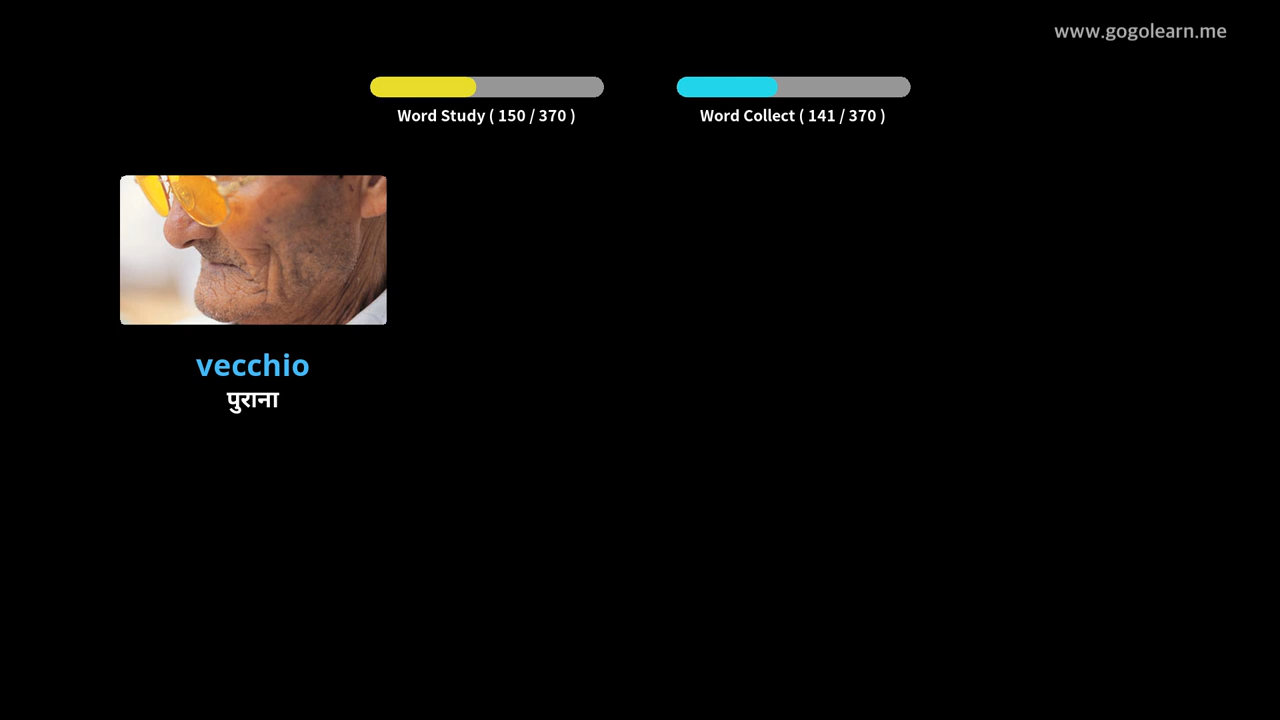 www.gogolearn.me
Word Study ( 150 / 370 )
Word Collect ( 141 / 370 )
vecchio
पुराना